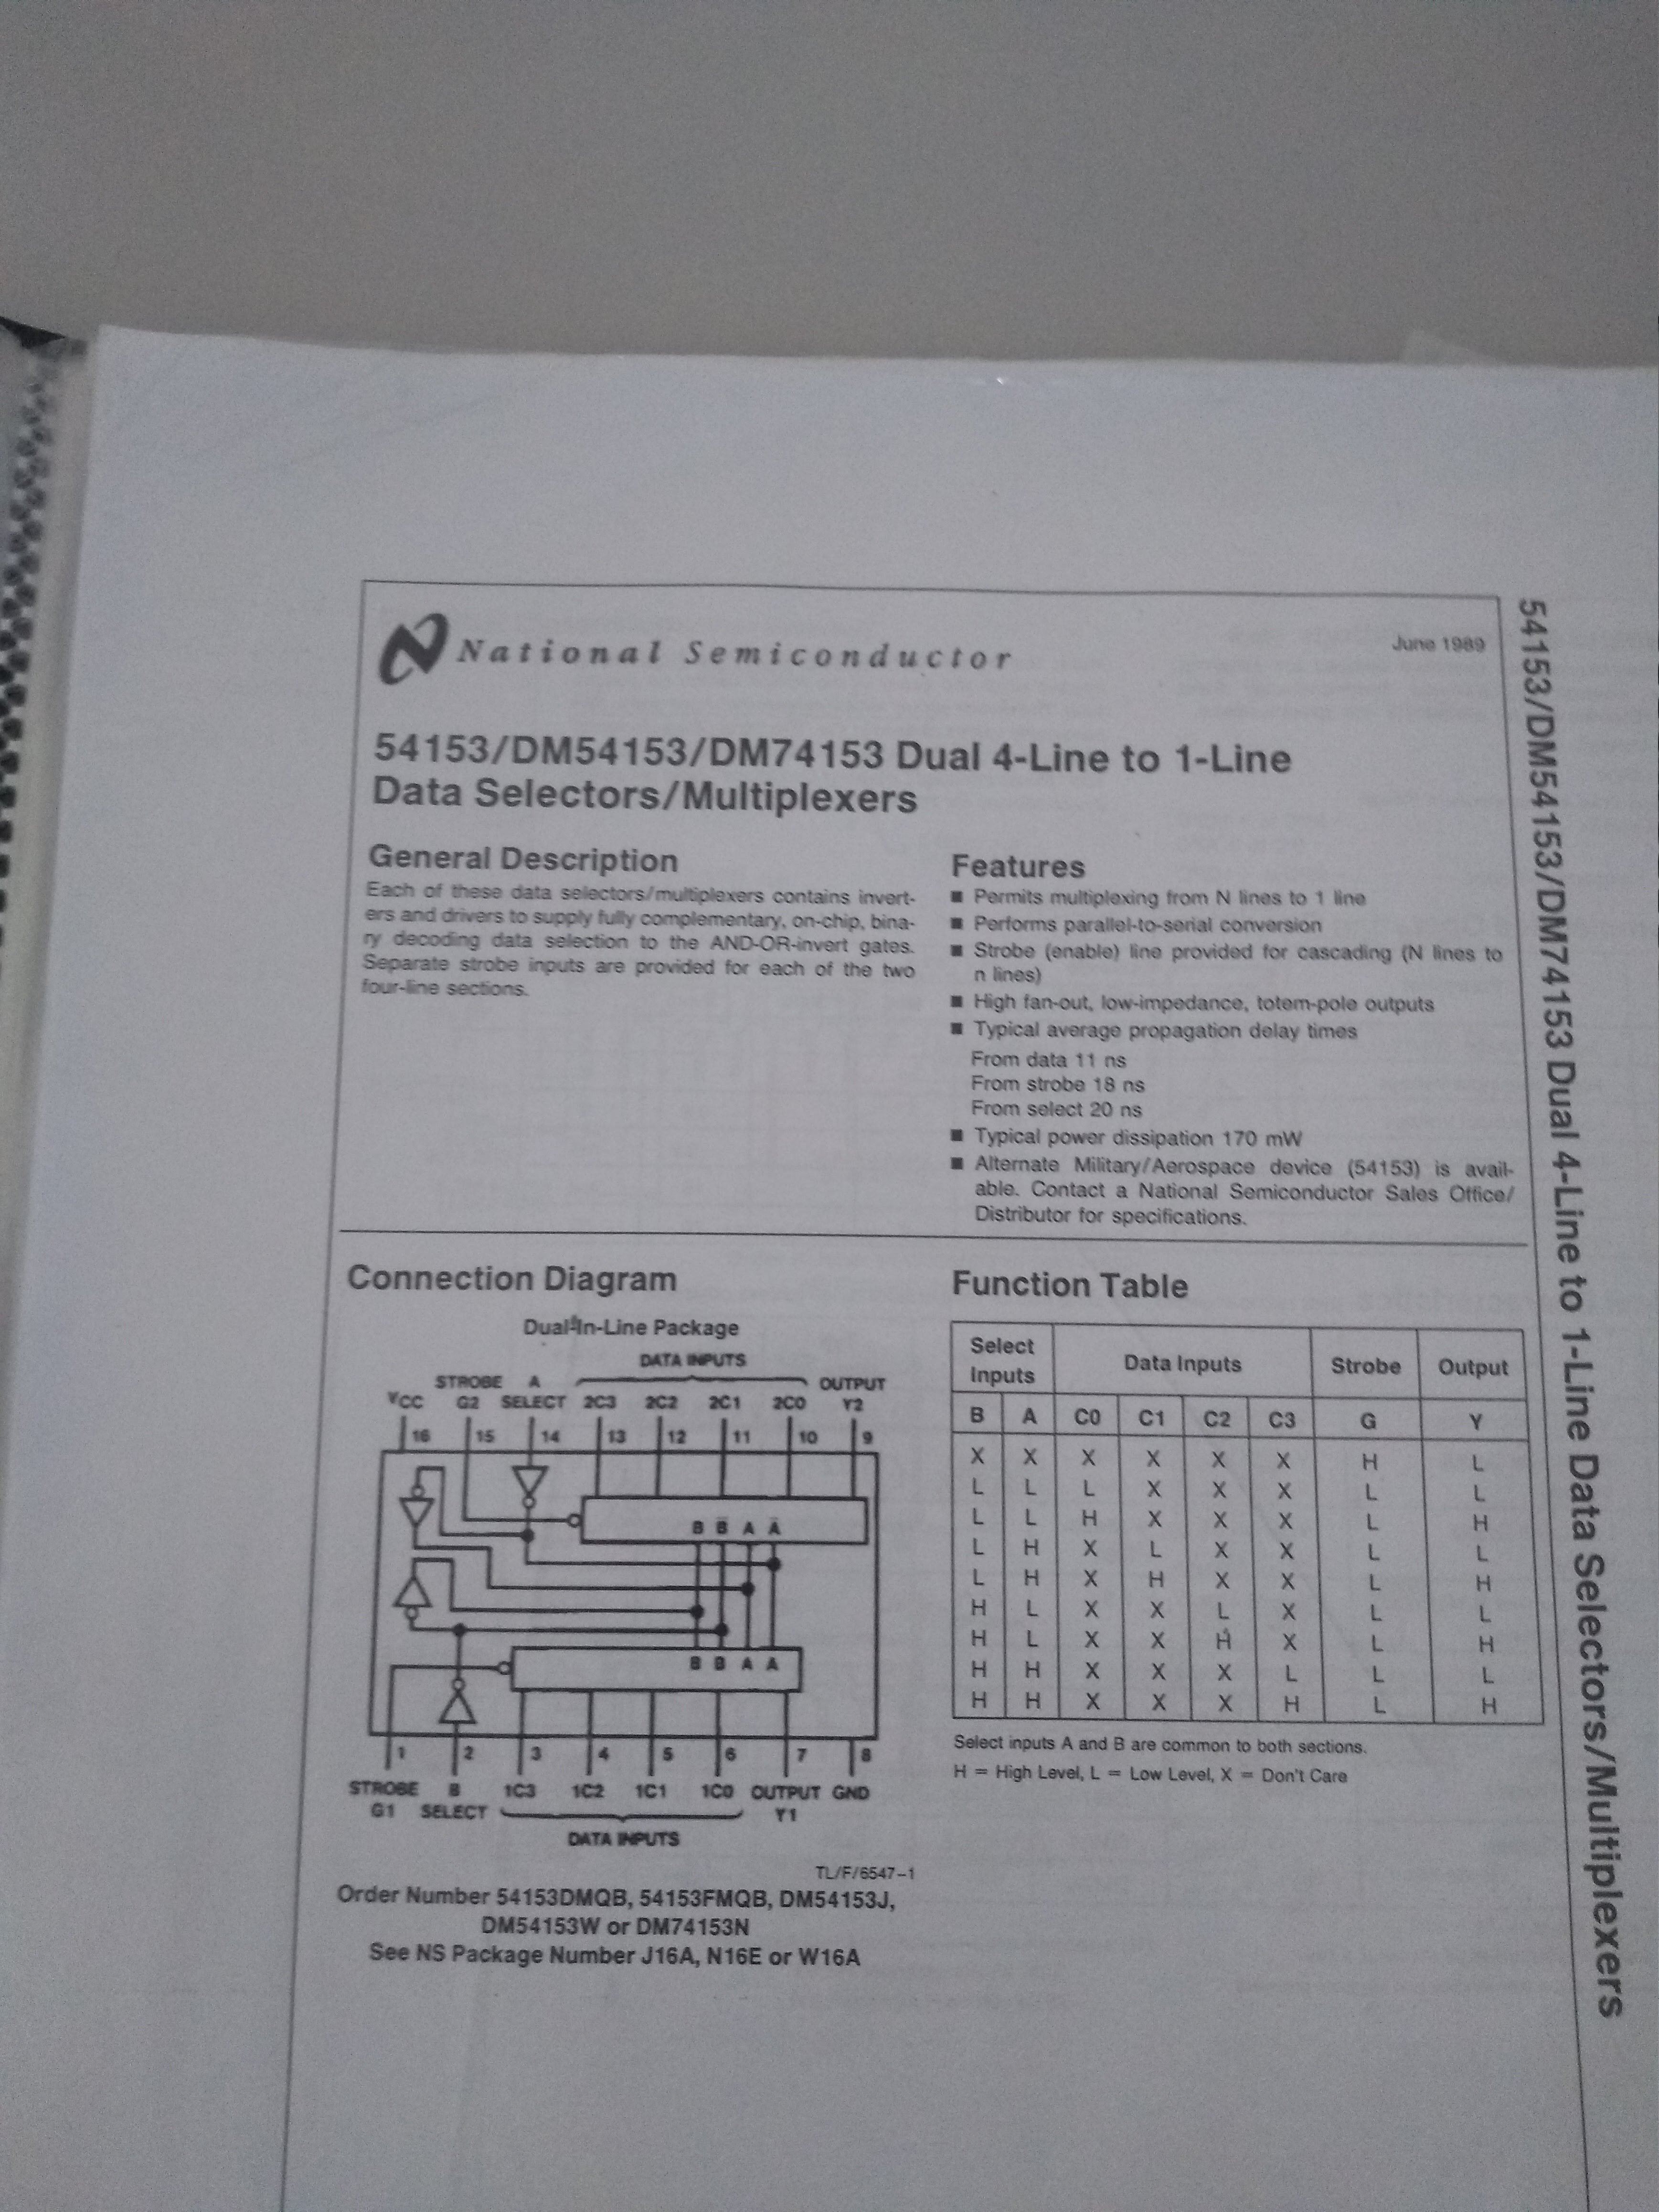 National Semiconductor
June 1989
54153/DM54153/DM74153 Dual 4-Line to 1-Line
Data Selectors/Multiplexers
General Description
Each of these data selectors/multiplexers contains invert-
ers and drivers to supply fully complementary, on-chip, bina-
ry decoding data selection to the AND-OR-invert gates.
Separate strobe inputs are provided for each of the two
four-line sections.
Features
■ Permits multiplexing from N lines to 1 line
■ Performs parallel-to-serial conversion
■ Strobe (enable) line provided for cascading (N lines to
n lines)
■ High fan-out, low-impedance, totem-pole outputs
■ Typical average propagation delay times
From data 11 ns
From strobe 18 ns
From select 20 ns
■ Typical power dissipation 170 mW
■ Alternate Military/Aerospace device (54153) is avail-
able. Contact a National Semiconductor Sales Office/
Distributor for specifications.
Connection Diagram
Dual-In-Line Package
DATA INPUTS
STROBE A OUTPUT
VCC G2 SELECT 2C3 2C2 2C1 2C0 Y2
16 15 14 13 12 11 10 9
B B̅ A A̅
B B A A
1 2 3 4 5 6 7 8
STROBE B 1C3 1C2 1C1 1C0 OUTPUT GND
G1 SELECT Y1
DATA INPUTS
TL/F/6547-1
Order Number 54153DMQB, 54153FMQB, DM54153J,
DM54153W or DM74153N
See NS Package Number J16A, N16E or W16A
Function Table
Select
Inputs
Data Inputs
Strobe
Output
B A C0 C1 C2 C3 G Y
X X X X X X H L
L L L X X X L L
L L H X X X L H
L H X L X X L L
L H X H X X L H
H L X X L X L L
H L X X H X L H
H H X X X L L L
H H X X X H L H
Select inputs A and B are common to both sections.
H = High Level, L = Low Level, X = Don't Care
54153/DM54153/DM74153 Dual 4-Line to 1-Line Data Selectors/Multiplexers